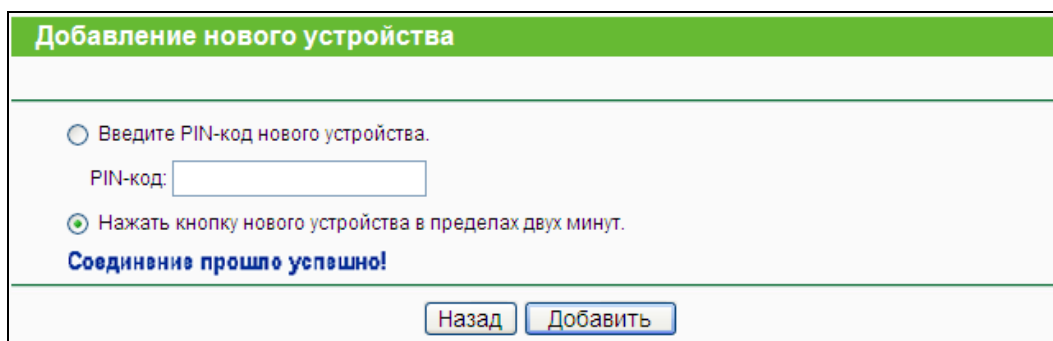 Добавление нового устройства
Введите PIN-код нового устройства.
PIN-код:
Нажать кнопку нового устройства в пределах двух минут.
Соединение прошло успешно!
Назад Добавить